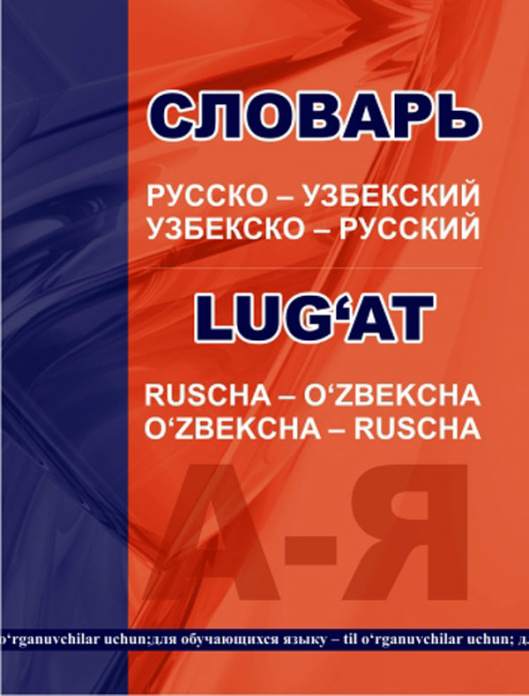 СЛОВАРЬ
РУССКО – УЗБЕКСКИЙ
УЗБЕКСКО – РУССКИЙ
LUG‘AT
RUSCHA – O‘ZBEKCHA
O‘ZBEKCHA – RUSCHA
А-Я
o‘rganuvchilar uchun;для обучающихся языку – til o‘rganuvchilar uchun; д